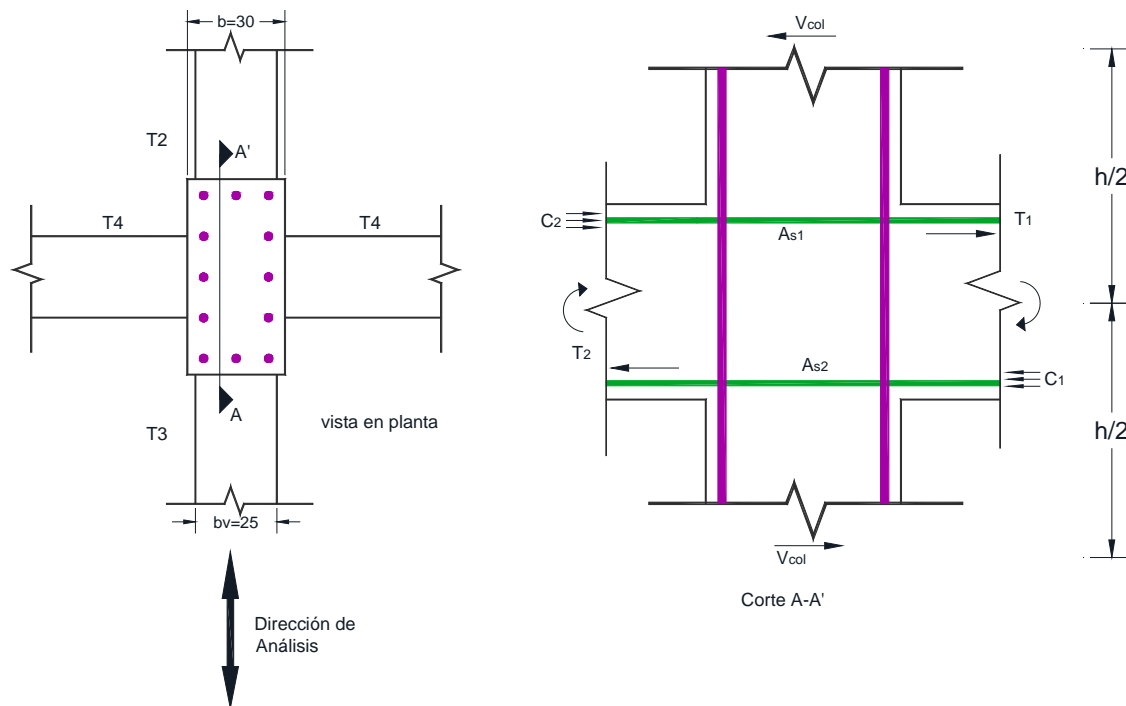 b=30
T2
A'
T4
T4
A
T3
vista en planta
bv=25
Dirección de
Análisis
Vcol
C2
T1
As1
h/2
T2
As2
C1
h/2
Vcol
Corte A-A'